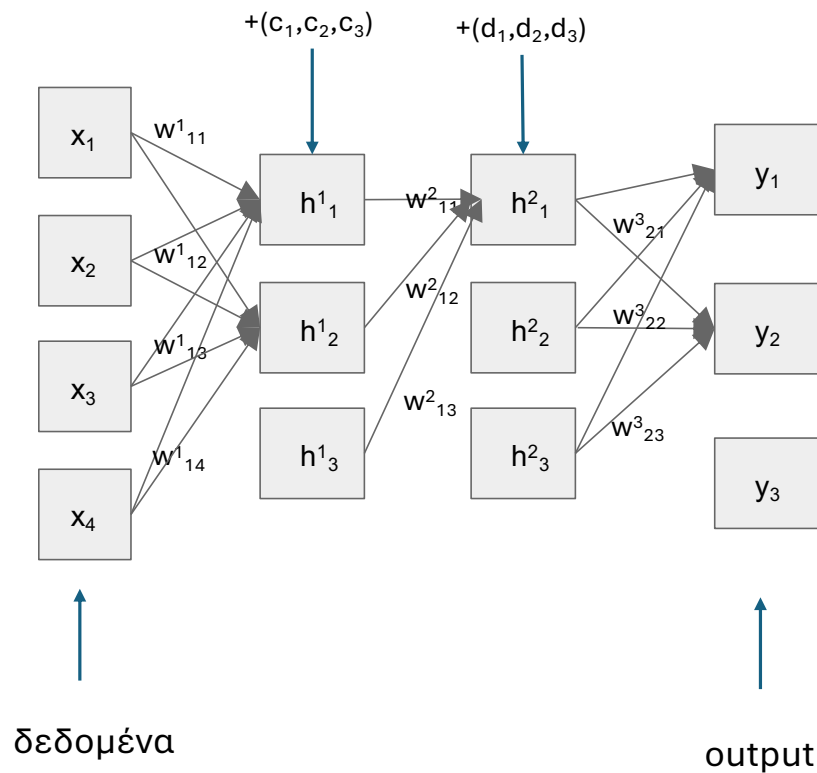 +(c₁,c₂,c₃)
+(d₁,d₂,d₃)
x₁
w¹₁₁
h¹₁
w²₁₁
h²₁
y₁
w³₂₁
x₂
w¹₁₂
h¹₂
w²₁₂
h²₂
w³₂₂
y₂
x₃
w¹₁₃
h¹₃
w²₁₃
h²₃
w³₂₃
y₃
x₄
w¹₁₄
δεδομένα
output